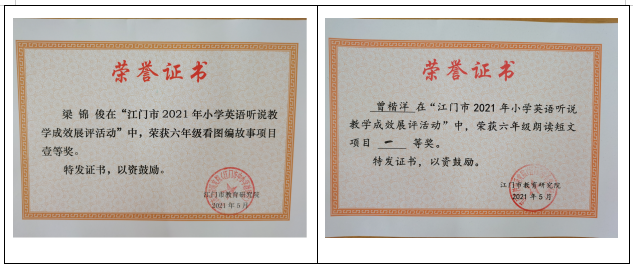 荣誉证书
梁 锦 俊在“江门市2021年小学英语听说教
学成效展评活动”中，荣获六年级看图编故事项目
壹等奖。
特发证书，以资鼓励。
江门市教育研究院
2021年5月
荣誉证书
曾楷洋 在“江门市2021年小学英语听说
教学成效展评活动”中，荣获六年级朗读短文
项目 一 等奖。
特发证书，以资鼓励。
江门市教育研究院
2021年5月